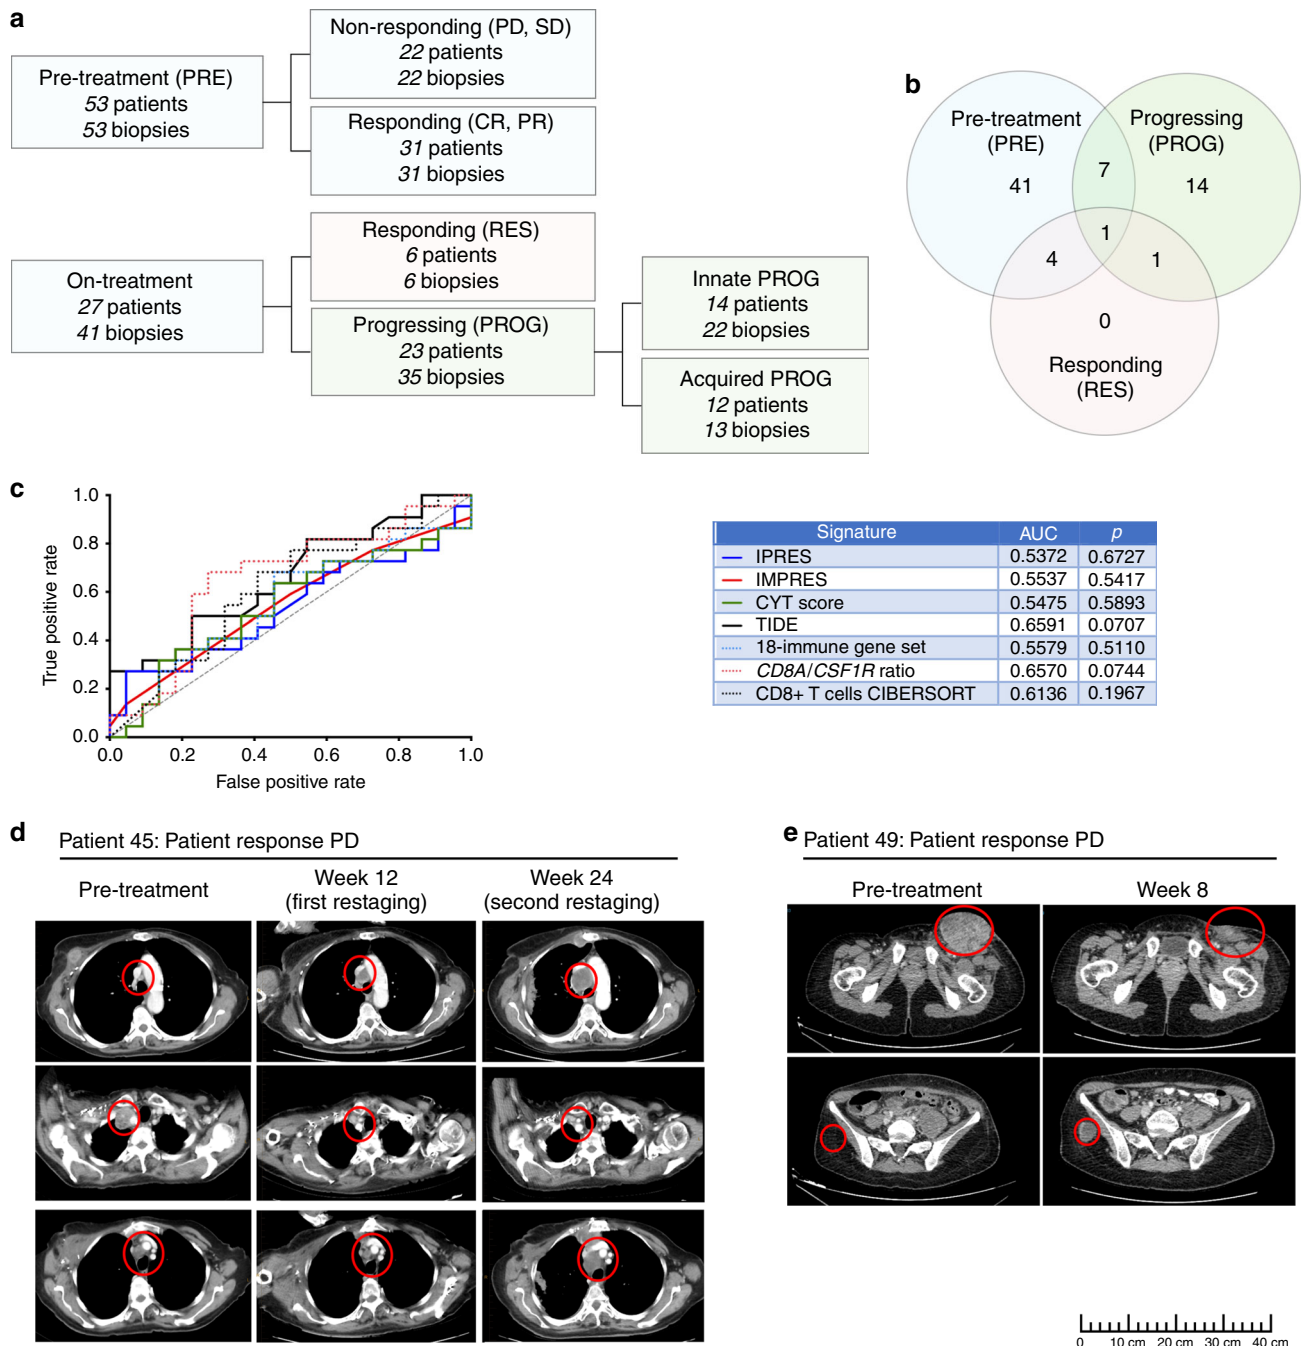 a
Pre-treatment (PRE)
53 patients
53 biopsies
Non-responding (PD, SD)
22 patients
22 biopsies
Responding (CR, PR)
31 patients
31 biopsies
On-treatment
27 patients
41 biopsies
Responding (RES)
6 patients
6 biopsies
Progressing (PROG)
23 patients
35 biopsies
Innate PROG
14 patients
22 biopsies
Acquired PROG
12 patients
13 biopsies
b
Pre-treatment
(PRE)
41
Progressing
(PROG)
14
7
1
4
1
0
Responding
(RES)
c
True positive rate
1.0
0.8
0.6
0.4
0.2
0.0
0.0 0.2 0.4 0.6 0.8 1.0
False positive rate
Signature AUC p
IPRES 0.5372 0.6727
IMPRES 0.5537 0.5417
CYT score 0.5475 0.5893
TIDE 0.6591 0.0707
18-immune gene set 0.5579 0.5110
CD8A/CSF1R ratio 0.6570 0.0744
CD8+ T cells CIBERSORT 0.6136 0.1967
d
Patient 45: Patient response PD
Pre-treatment
Week 12
(first restaging)
Week 24
(second restaging)
e
Patient 49: Patient response PD
Pre-treatment
Week 8
0 10 cm 20 cm 30 cm 40 cm